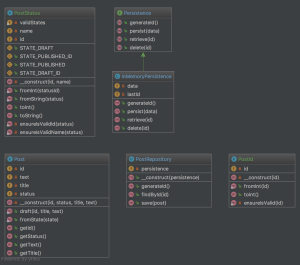 PostStatus
validStates
name
id
STATE_DRAFT
STATE_PUBLISHED_ID
STATE_PUBLISHED
STATE_DRAFT_ID
__construct(id, name)
fromInt(statusId)
fromString(status)
toInt()
toString()
ensureIsValidId(status)
ensureIsValidName(status)
Persistence
generateId()
persist(data)
retrieve(id)
delete(id)
InMemoryPersistence
data
lastId
generateId()
persist(data)
retrieve(id)
delete(id)
Post
id
text
title
status
__construct(id, status, title, text)
draft(id, title, text)
fromState(state)
getId()
getStatus()
getText()
getTitle()
PostRepository
persistence
__construct(persistence)
generateId()
findById(id)
save(post)
PostId
id
__construct(id)
fromInt(id)
toInt()
ensureIsValid(id)